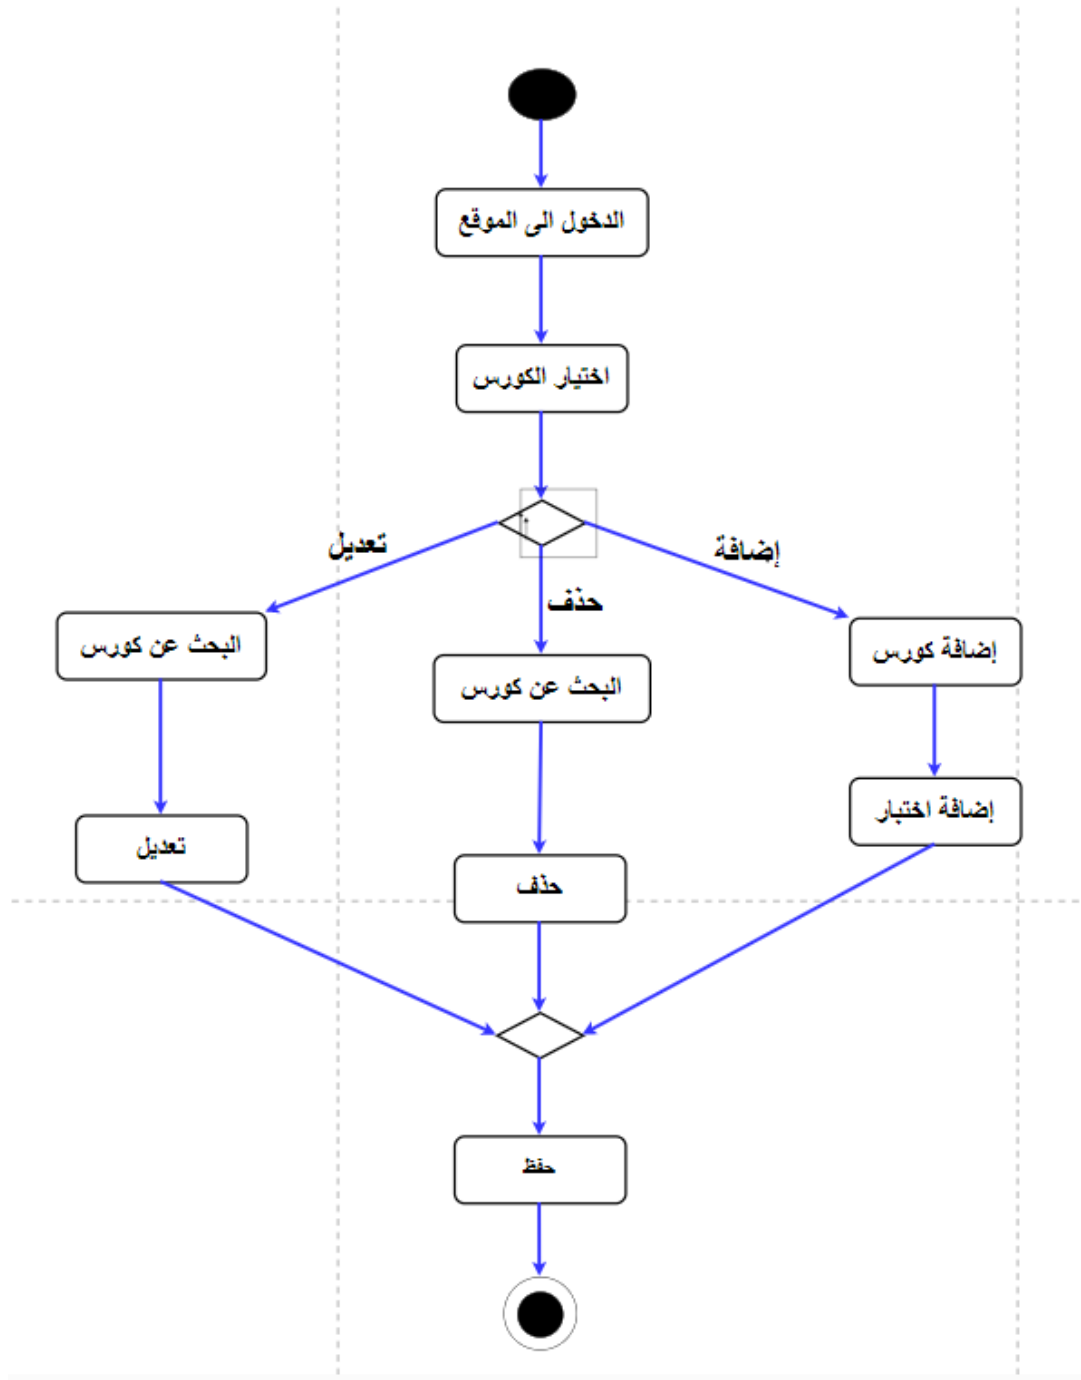 الدخول الى الموقع
اختيار الكورس
إضافة
تعديل
حذف
إضافة كورس
البحث عن كورس
البحث عن كورس
إضافة اختبار
تعديل
حذف
حفظ